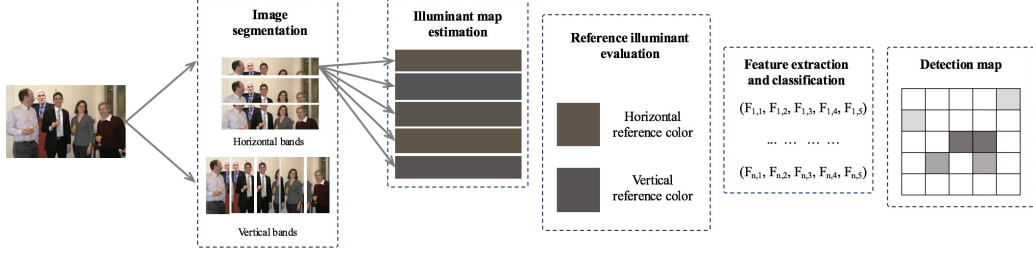 Image
segmentation
Horizontal bands
Vertical bands
Illuminant map
estimation
Reference illuminant
evaluation
Horizontal
reference color
Vertical
reference color
Feature extraction
and classification
(F1,1, F1,2, F1,3, F1,4, F1,5)
... ... ... ...
(Fn,1, Fn,2, Fn,3, Fn,4, Fn,5)
Detection map